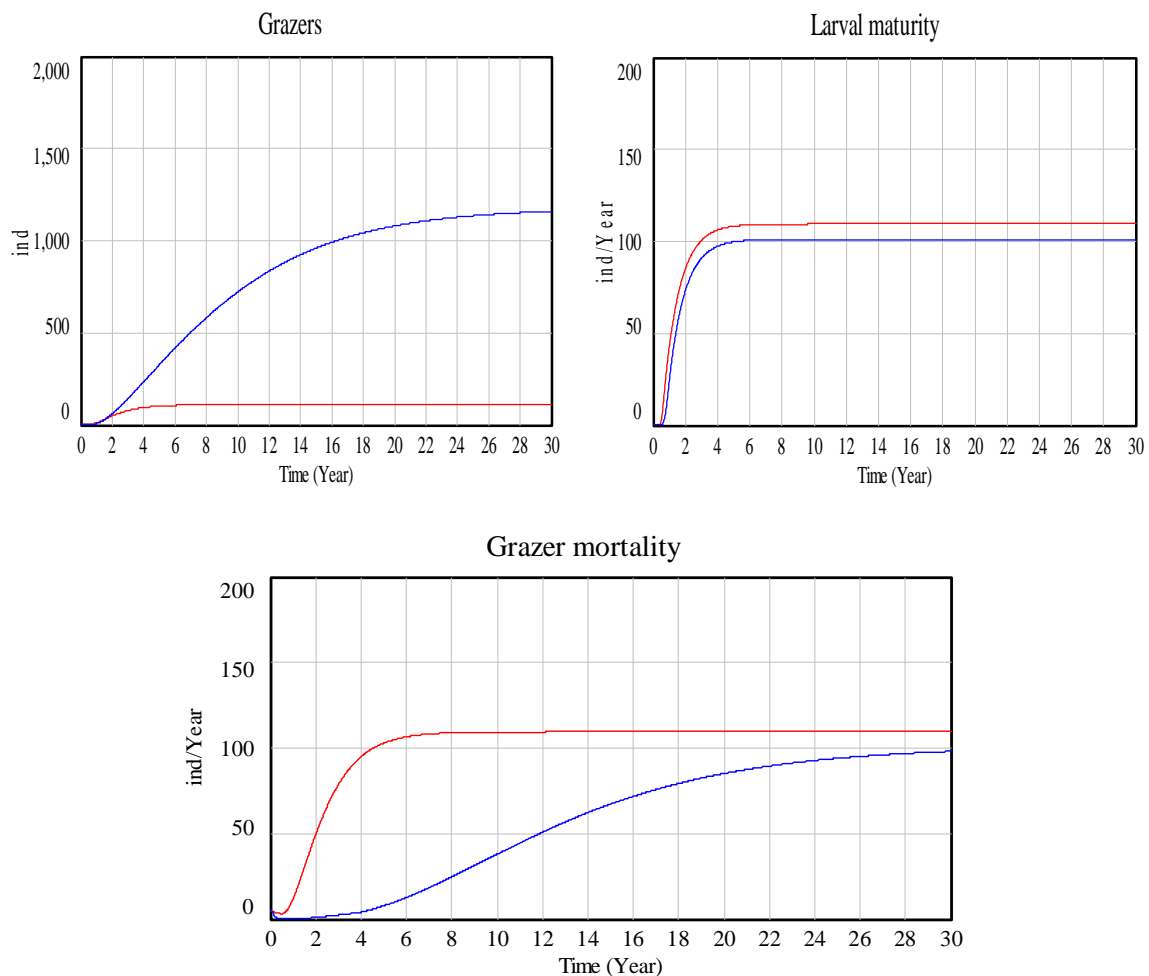 Grazers
2,000
1,500
1,000
500
0
ind
0 2 4 6 8 10 12 14 16 18 20 22 24 26 28 30
Time (Year)
Larval maturity
200
150
100
50
0
ind/Year
0 2 4 6 8 10 12 14 16 18 20 22 24 26 28 30
Time (Year)
Grazer mortality
200
150
100
50
0
ind/Year
0 2 4 6 8 10 12 14 16 18 20 22 24 26 28 30
Time (Year)